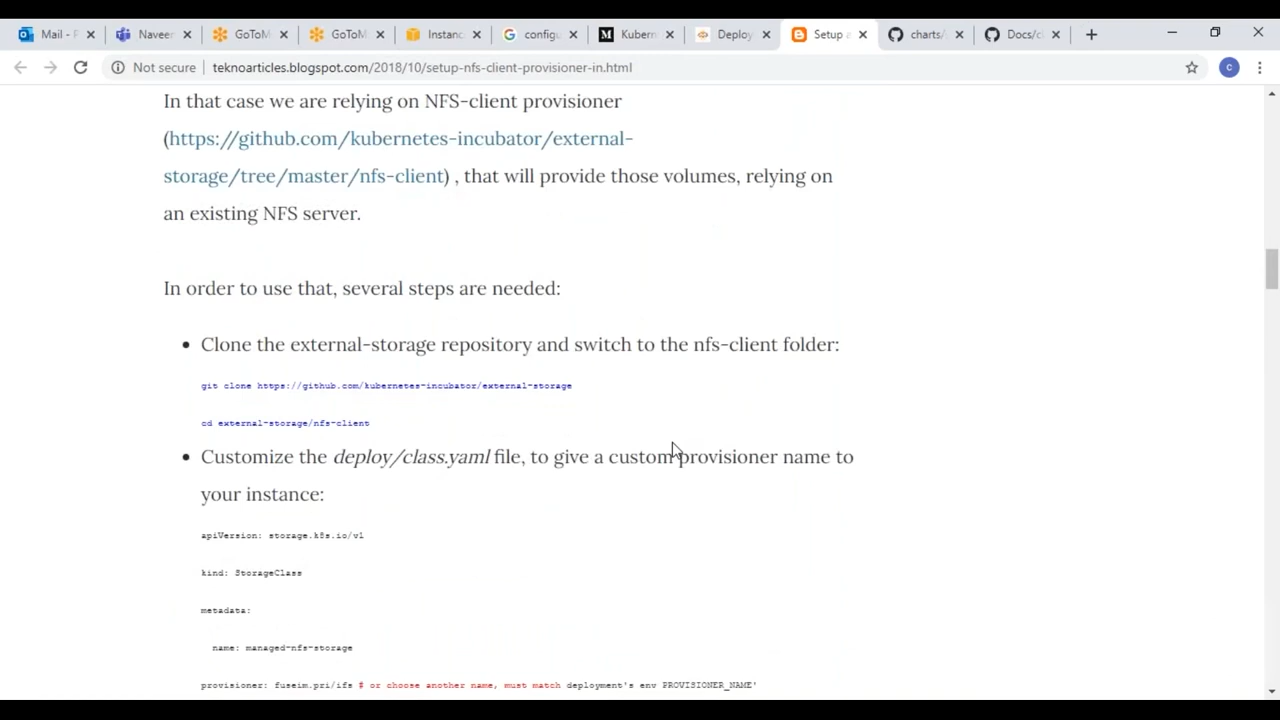 Mail - F
Naveer
GoToM
GoToM
Instanc
configu
Kubern
Deploy
Setup a
charts/
Docs/cl
Not secure
teknoarticles.blogspot.com/2018/10/setup-nfs-client-provisioner-in.html
c
In that case we are relying on NFS-client provisioner
(https://github.com/kubernetes-incubator/external-
storage/tree/master/nfs-client) , that will provide those volumes, relying on
an existing NFS server.
In order to use that, several steps are needed:
Clone the external-storage repository and switch to the nfs-client folder:
git clone https://github.com/kubernetes-incubator/external-storage
cd external-storage/nfs-client
Customize the deploy/class.yaml file, to give a custom provisioner name to
your instance:
apiVersion: storage.k8s.io/v1
kind: StorageClass
metadata:
name: managed-nfs-storage
provisioner: fuseim.pri/ifs # or choose another name, must match deployment's env PROVISIONER_NAME'